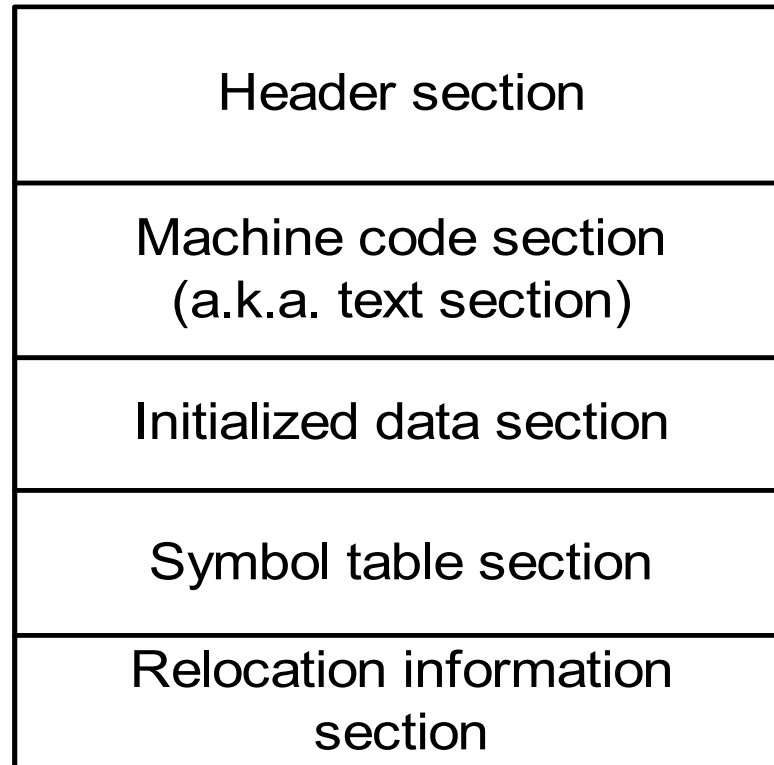 Header section
Machine code section
(a.k.a. text section)
Initialized data section
Symbol table section
Relocation information
section